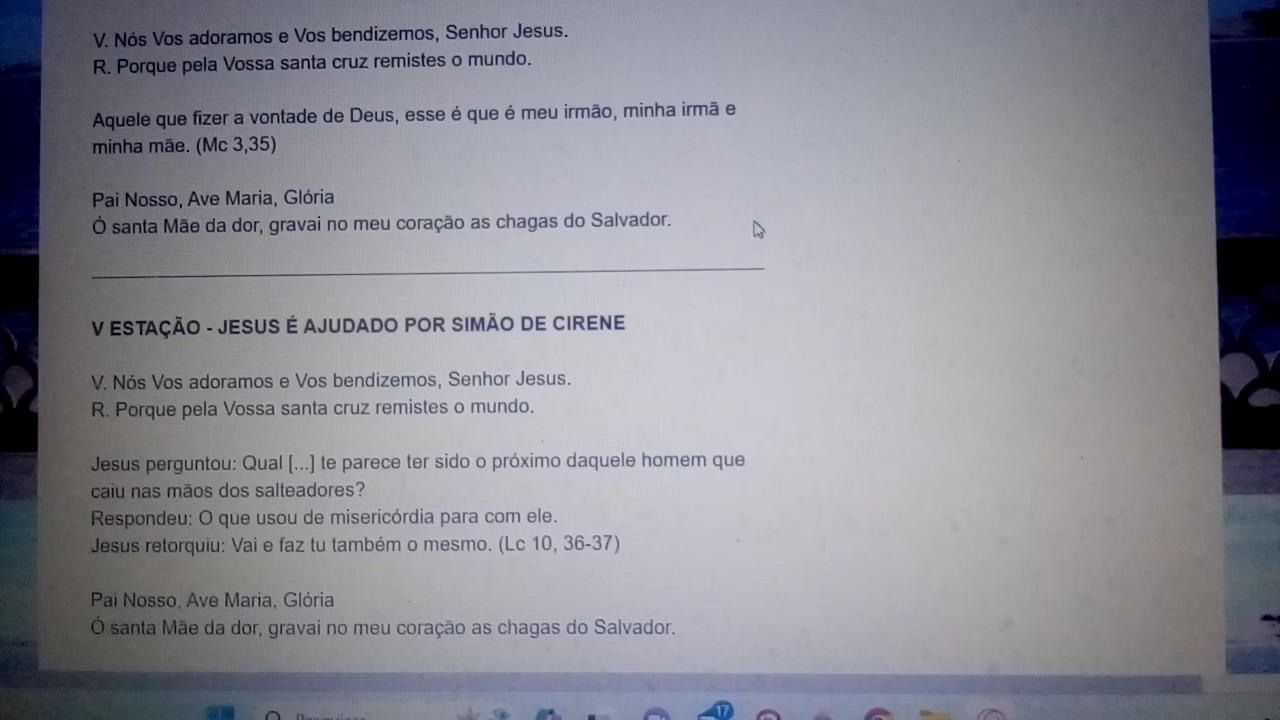 V. Nós Vos adoramos e Vos bendizemos, Senhor Jesus.
R. Porque pela Vossa santa cruz remistes o mundo.
Aquele que fizer a vontade de Deus, esse é que é meu irmão, minha irmã e
minha mãe. (Mc 3,35)
Pai Nosso, Ave Maria, Glória
Ó santa Mãe da dor, gravai no meu coração as chagas do Salvador.
V ESTAÇÃO - JESUS É AJUDADO POR SIMÃO DE CIRENE
V. Nós Vos adoramos e Vos bendizemos, Senhor Jesus.
R. Porque pela Vossa santa cruz remistes o mundo.
Jesus perguntou: Qual [...] te parece ter sido o próximo daquele homem que
caiu nas mãos dos salteadores?
Respondeu: O que usou de misericórdia para com ele.
Jesus retorquiu: Vai e faz tu também o mesmo. (Lc 10, 36-37)
Pai Nosso, Ave Maria, Glória
Ó santa Mãe da dor, gravai no meu coração as chagas do Salvador.
17